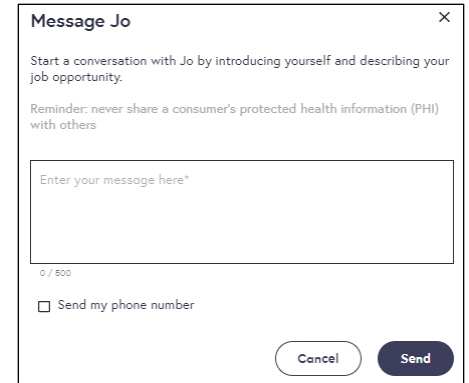 Message Jo
Start a conversation with Jo by introducing yourself and describing your
job opportunity.
Reminder: never share a consumer's protected health information (PHI)
with others
Enter your message here*
0 / 500
Send my phone number
Cancel
Send